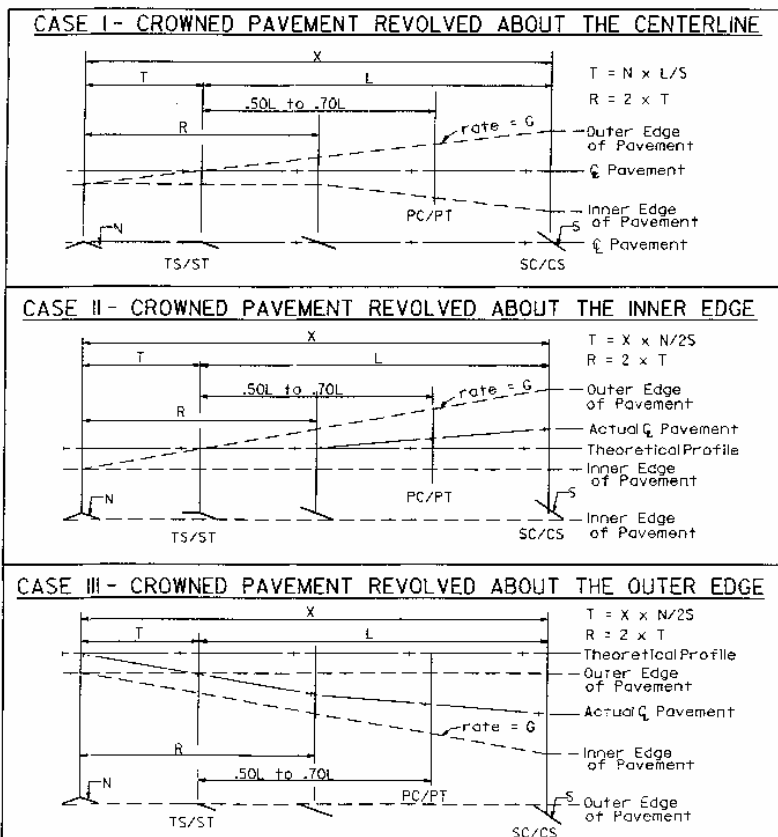 CASE I - CROWNED PAVEMENT REVOLVED ABOUT THE CENTERLINE
X
T = N x L/S
T
L
R = 2 x T
.50L to .70L
rate = G
R
Outer Edge
of Pavement
℄ Pavement
PC/PT
Inner Edge
of Pavement
N
S
℄ Pavement
TS/ST
SC/CS
CASE II - CROWNED PAVEMENT REVOLVED ABOUT THE INNER EDGE
X
T = X x N/2S
T
L
R = 2 x T
.50L to .70L
rate = G
Outer Edge
of Pavement
R
Actual ℄ Pavement
Theoretical Profile
Inner Edge
of Pavement
PC/PT
N
S
Inner Edge
of Pavement
TS/ST
SC/CS
CASE III - CROWNED PAVEMENT REVOLVED ABOUT THE OUTER EDGE
X
T = X x N/2S
T
L
R = 2 x T
Theoretical Profile
Outer Edge
of Pavement
Actual ℄ Pavement
rate = G
R
Inner Edge
of Pavement
.50L to .70L
PC/PT
N
S
Outer Edge
of Pavement
TS/ST
SC/CS